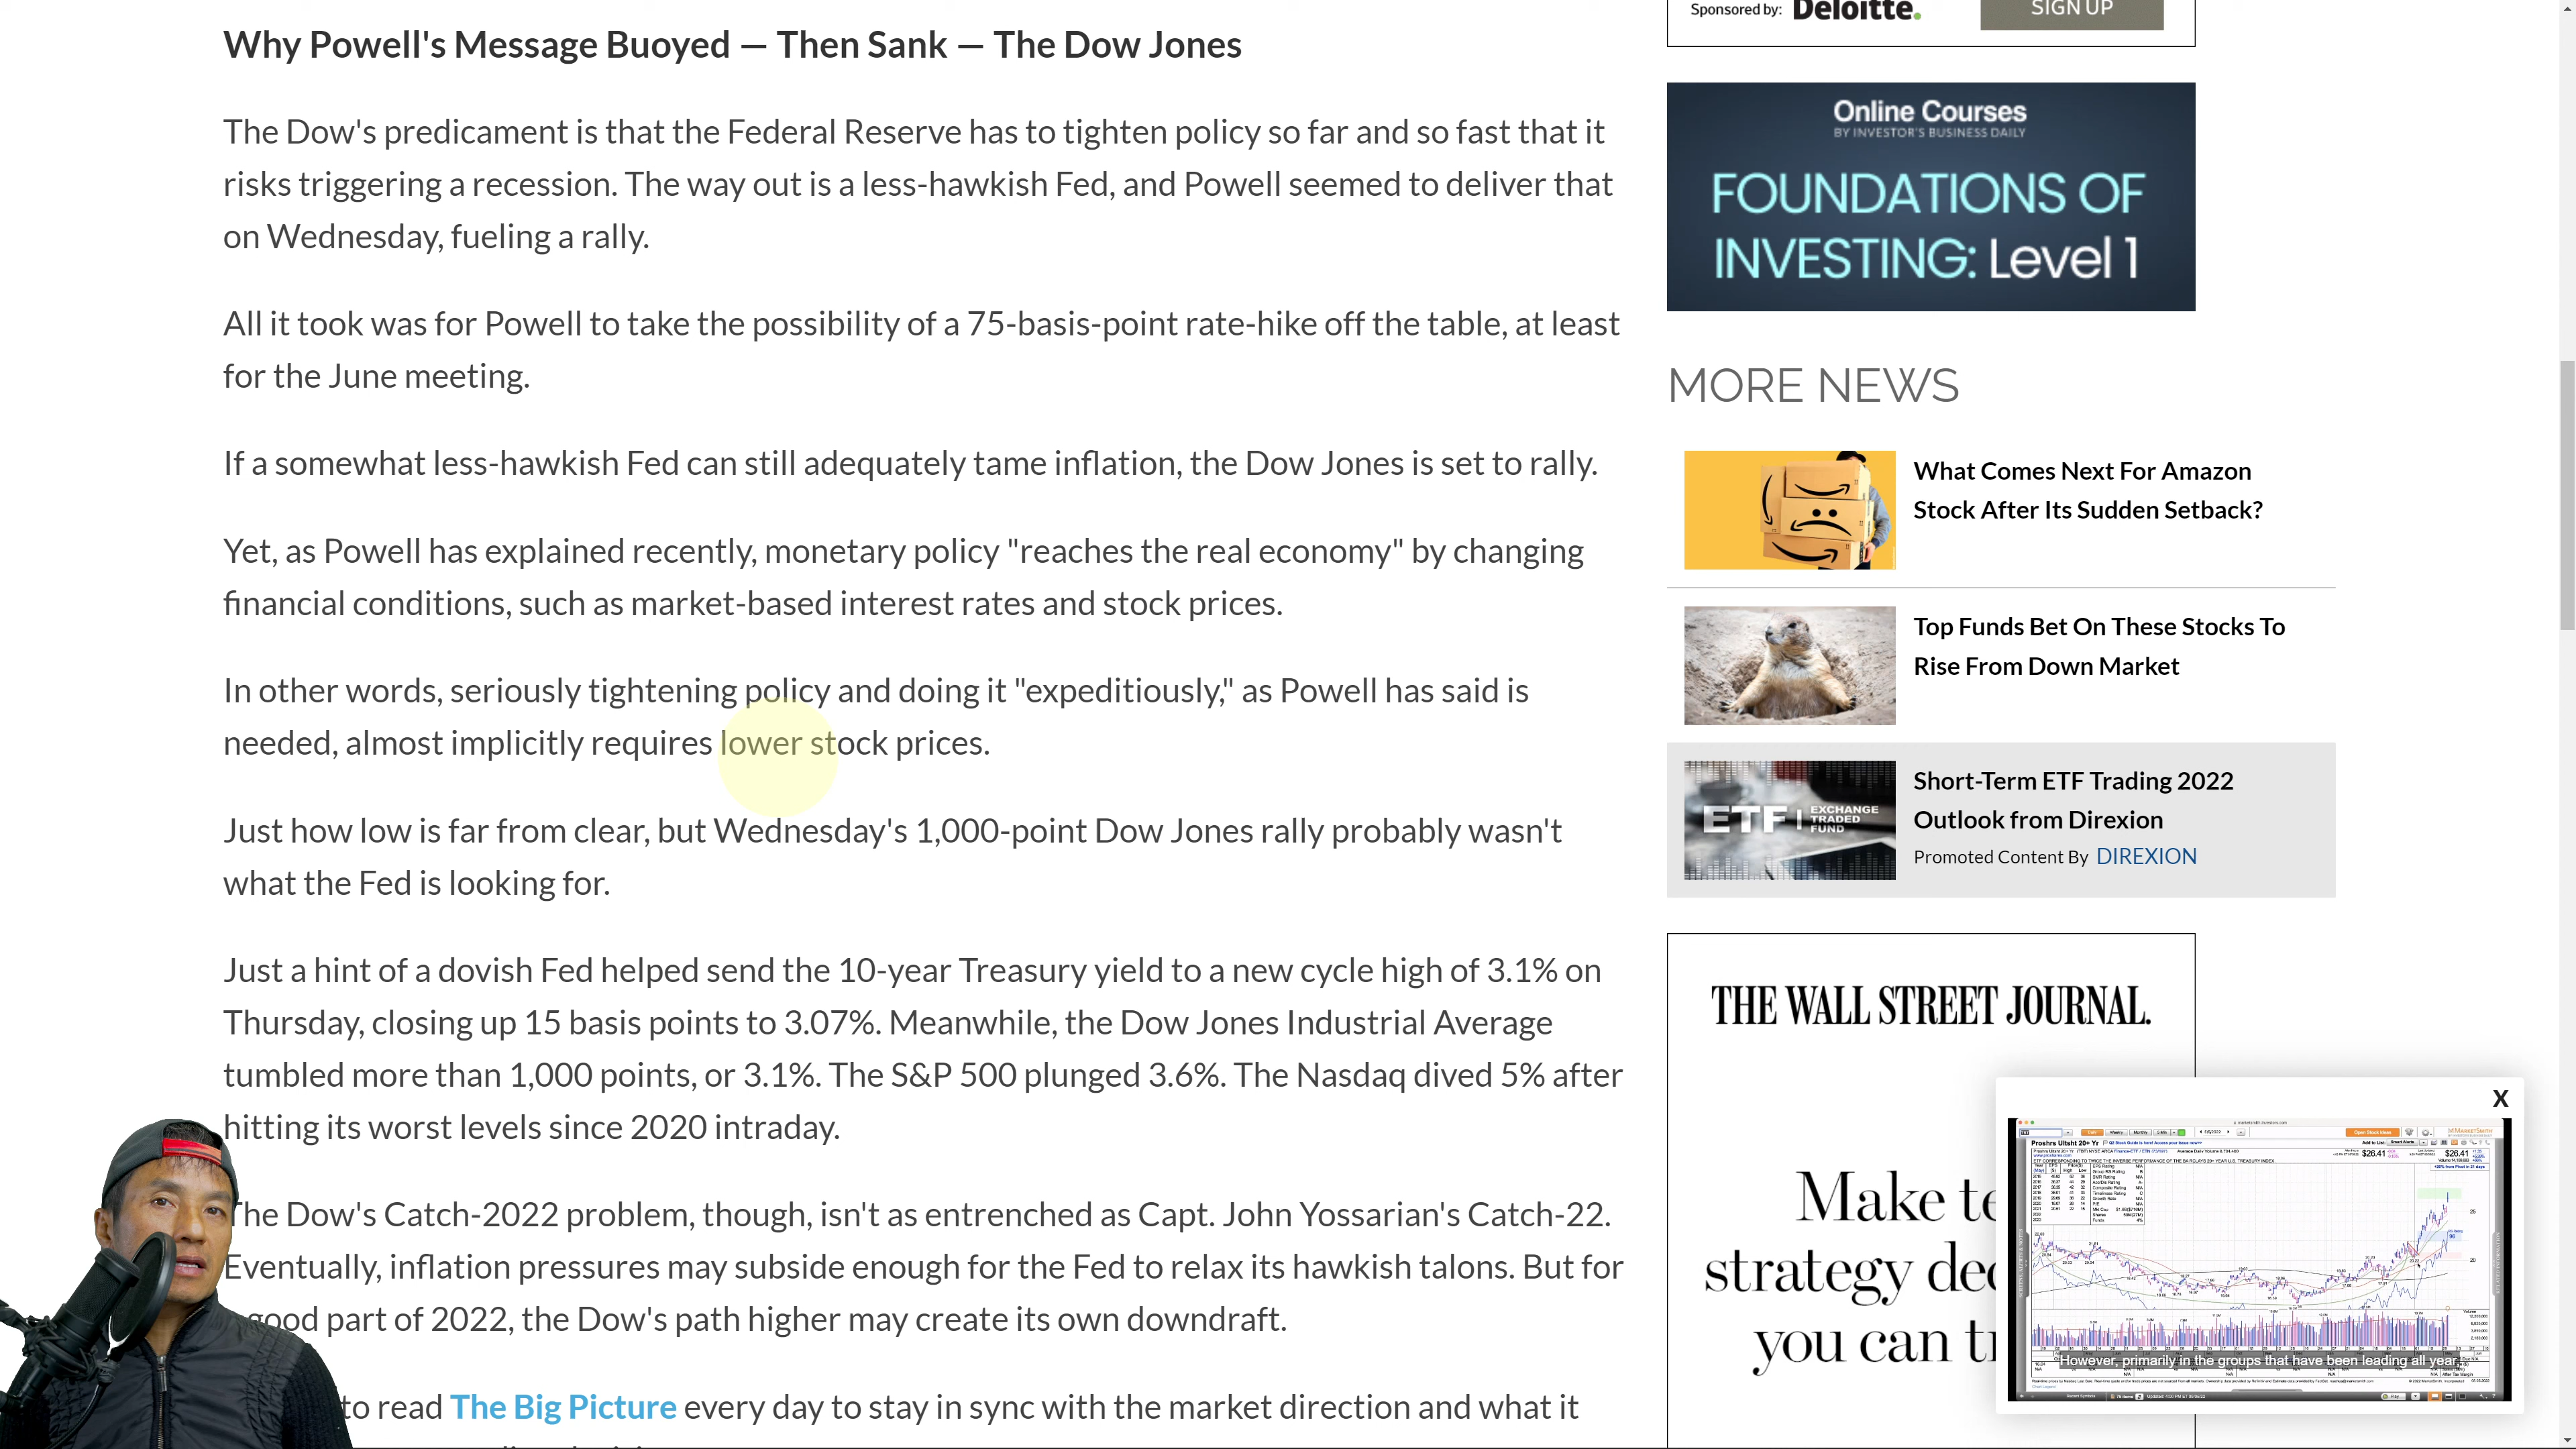 Why Powell's Message Buoyed — Then Sank — The Dow Jones
The Dow's predicament is that the Federal Reserve has to tighten policy so far and so fast that it
risks triggering a recession. The way out is a less-hawkish Fed, and Powell seemed to deliver that
on Wednesday, fueling a rally.
All it took was for Powell to take the possibility of a 75-basis-point rate-hike off the table, at least
for the June meeting.
If a somewhat less-hawkish Fed can still adequately tame inflation, the Dow Jones is set to rally.
Yet, as Powell has explained recently, monetary policy "reaches the real economy" by changing
financial conditions, such as market-based interest rates and stock prices.
In other words, seriously tightening policy and doing it "expeditiously," as Powell has said is
needed, almost implicitly requires lower stock prices.
Just how low is far from clear, but Wednesday's 1,000-point Dow Jones rally probably wasn't
what the Fed is looking for.
Just a hint of a dovish Fed helped send the 10-year Treasury yield to a new cycle high of 3.1% on
Thursday, closing up 15 basis points to 3.07%. Meanwhile, the Dow Jones Industrial Average
tumbled more than 1,000 points, or 3.1%. The S&P 500 plunged 3.6%. The Nasdaq dived 5% after
hitting its worst levels since 2020 intraday.
The Dow's Catch-2022 problem, though, isn't as entrenched as Capt. John Yossarian's Catch-22.
Eventually, inflation pressures may subside enough for the Fed to relax its hawkish talons. But for
good part of 2022, the Dow's path higher may create its own downdraft.
to read The Big Picture every day to stay in sync with the market direction and what it
Sponsored by: Deloitte.
SIGN UP
Online Courses
BY INVESTOR'S BUSINESS DAILY
FOUNDATIONS OF
INVESTING: Level 1
MORE NEWS
What Comes Next For Amazon
Stock After Its Sudden Setback?
Top Funds Bet On These Stocks To
Rise From Down Market
ETF | EXCHANGE
TRADED
FUND
Short-Term ETF Trading 2022
Outlook from Direxion
Promoted Content By DIREXION
THE WALL STREET JOURNAL.
Make te
strategy dec
you can tr
X
Proshrs Ultsht 20+ Yr
$26.41
$26.41
However, primarily in the groups that have been leading all year.